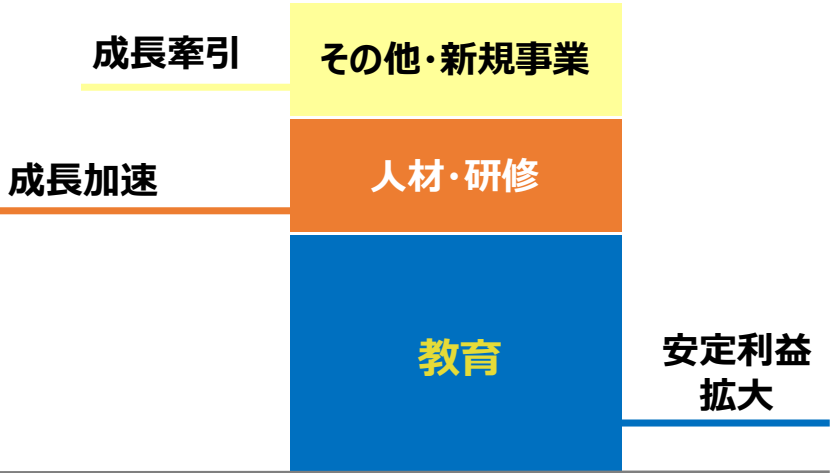 成長牽引
その他・新規事業
成長加速
人材・研修
教育
安定利益
拡大